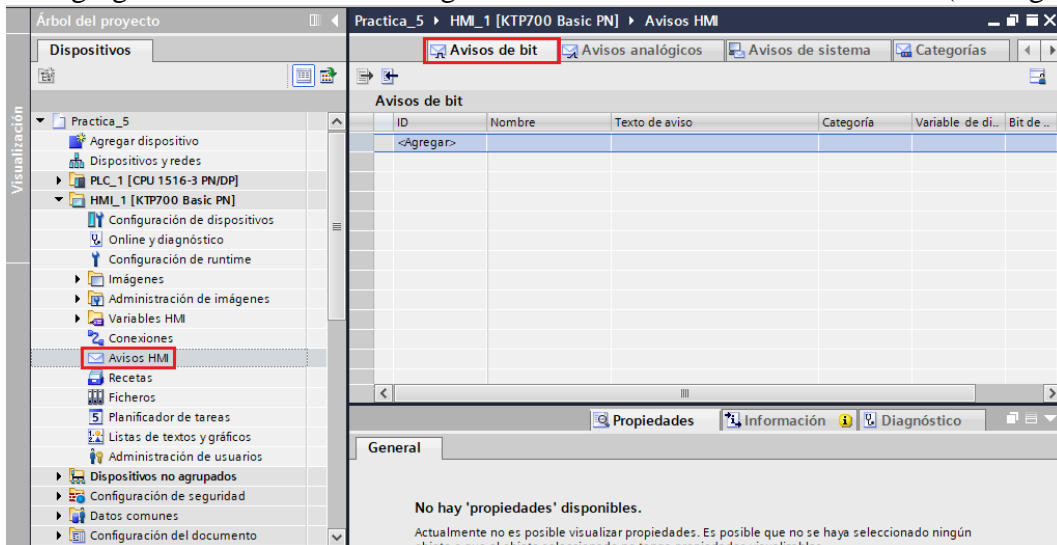 Árbol del proyecto
Practica_5 ▸ HMI_1 [KTP700 Basic PN] ▸ Avisos HMI
Dispositivos
Avisos de bit
Avisos analógicos
Avisos de sistema
Categorías
Avisos de bit
ID Nombre Texto de aviso Categoría Variable de di... Bit de ...
<Agregar>
Visualización
Practica_5
Agregar dispositivo
Dispositivos y redes
PLC_1 [CPU 1516-3 PN/DP]
HMI_1 [KTP700 Basic PN]
Configuración de dispositivos
Online y diagnóstico
Configuración de runtime
Imágenes
Administración de imágenes
Variables HMI
Conexiones
Avisos HMI
Recetas
Ficheros
Planificador de tareas
Listas de textos y gráficos
Administración de usuarios
Dispositivos no agrupados
Configuración de seguridad
Datos comunes
Configuración del documento
Propiedades
Información
Diagnóstico
General
No hay 'propiedades' disponibles.
Actualmente no es posible visualizar propiedades. Es posible que no se haya seleccionado ningún